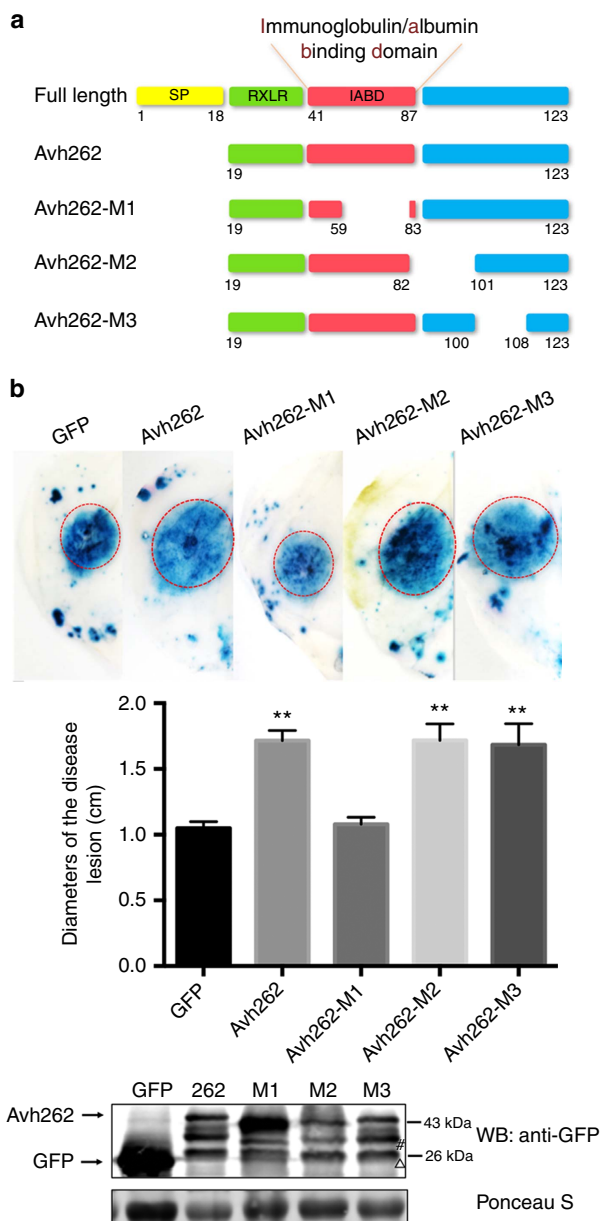 a
Immunoglobulin/albumin
binding domain
Full length SP RXLR IABD
1 18 41 87 123
Avh262
19 123
Avh262-M1
19 59 83 123
Avh262-M2
19 82 101 123
Avh262-M3
19 100 108 123
b
GFP Avh262 Avh262-M1 Avh262-M2 Avh262-M3
Diameters of the disease
lesion (cm)
2.0
1.5
1.0
0.5
0.0
** ** **
GFP Avh262 Avh262-M1 Avh262-M2 Avh262-M3
GFP 262 M1 M2 M3
Avh262 43 kDa
WB: anti-GFP
#
GFP 26 kDa
△
Ponceau S